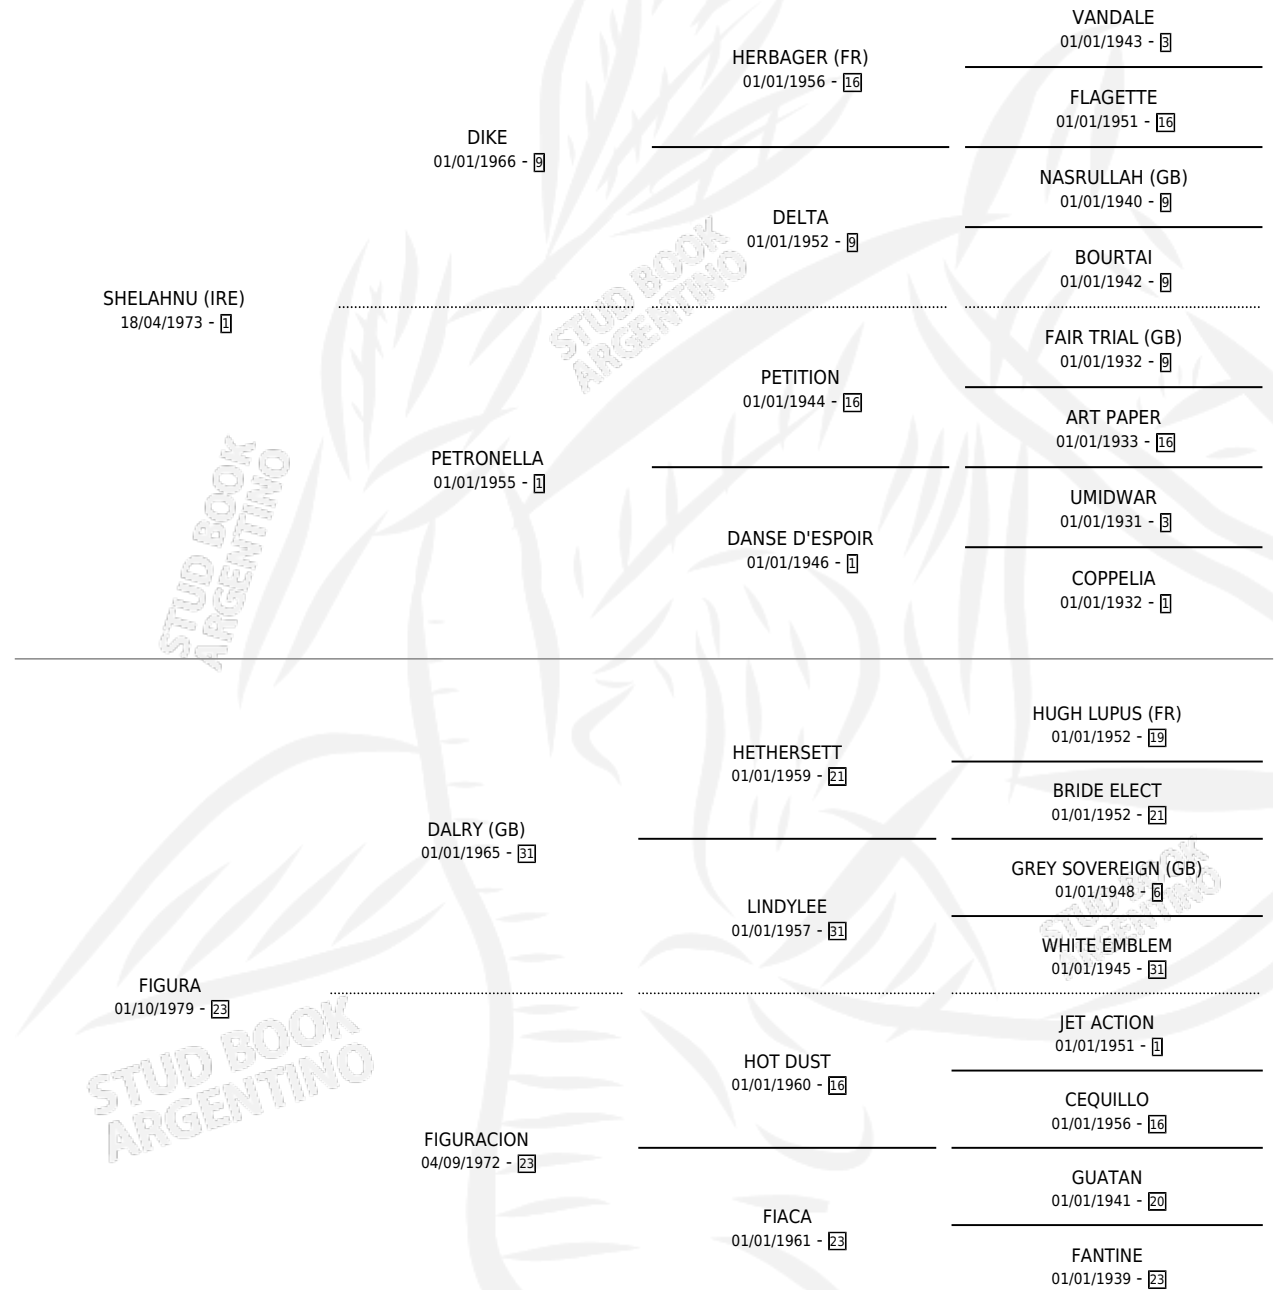 VANDALE
01/01/1943 - 3
HERBAGER (FR)
01/01/1956 - 16
FLAGETTE
01/01/1951 - 16
DIKE
01/01/1966 - 9
NASRULLAH (GB)
01/01/1940 - 9
DELTA
01/01/1952 - 9
BOURTAI
01/01/1942 - 9
SHELAHNU (IRE)
18/04/1973 - 1
FAIR TRIAL (GB)
01/01/1932 - 9
PETITION
01/01/1944 - 16
ART PAPER
01/01/1933 - 16
PETRONELLA
01/01/1955 - 1
UMIDWAR
01/01/1931 - 3
DANSE D'ESPOIR
01/01/1946 - 1
COPPELIA
01/01/1932 - 1
HUGH LUPUS (FR)
01/01/1952 - 19
HETHERSETT
01/01/1959 - 21
BRIDE ELECT
01/01/1952 - 21
DALRY (GB)
01/01/1965 - 31
GREY SOVEREIGN (GB)
01/01/1948 - 6
LINDYLEE
01/01/1957 - 31
WHITE EMBLEM
01/01/1945 - 31
FIGURA
01/10/1979 - 23
JET ACTION
01/01/1951 - 1
HOT DUST
01/01/1960 - 16
CEQUILLO
01/01/1956 - 16
FIGURACION
04/09/1972 - 23
GUATAN
01/01/1941 - 20
FIACA
01/01/1961 - 23
FANTINE
01/01/1939 - 23
STUD BOOK
ARGENTINO
STUD BOOK
ARGENTINO
STUD BOOK
ARGENTINO
STUD BOOK
ARGENTINO